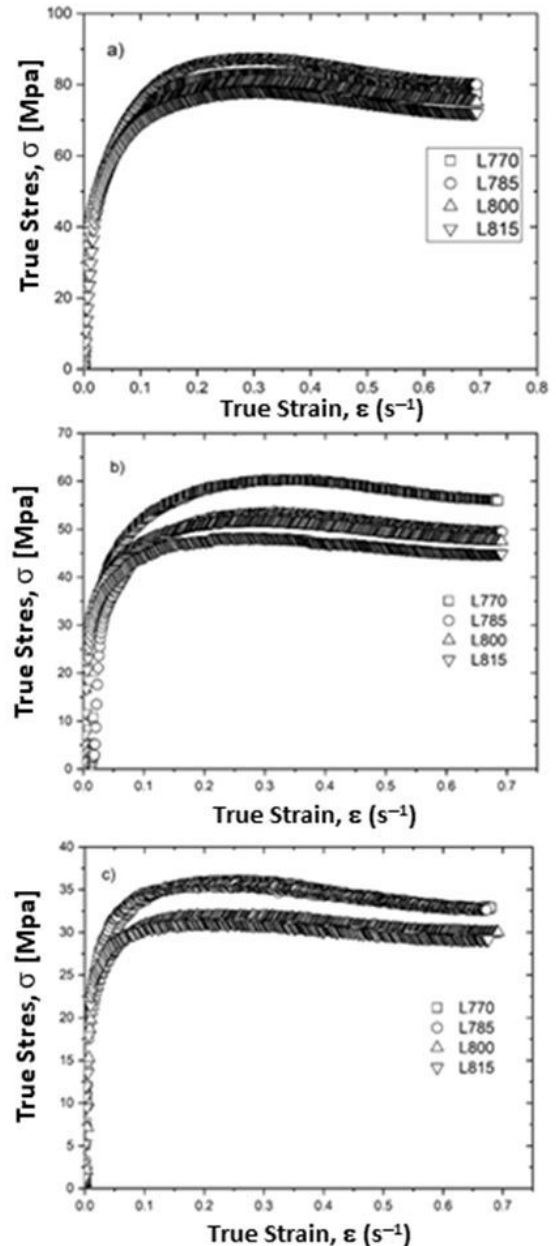 a)
True Stres, σ [Mpa]
100
80
60
40
20
0
L770
L785
L800
L815
0.0 0.1 0.2 0.3 0.4 0.5 0.6 0.7 0.8
True Strain, ε (s⁻¹)
b)
True Stres, σ [Mpa]
70
60
50
40
30
20
10
0
L770
L785
L800
L815
0.0 0.1 0.2 0.3 0.4 0.5 0.6 0.7 0.8
True Strain, ε (s⁻¹)
c)
True Stres, σ [Mpa]
35
30
25
20
15
10
5
0
L770
L785
L800
L815
0.0 0.1 0.2 0.3 0.4 0.5 0.6 0.7
True Strain, ε (s⁻¹)